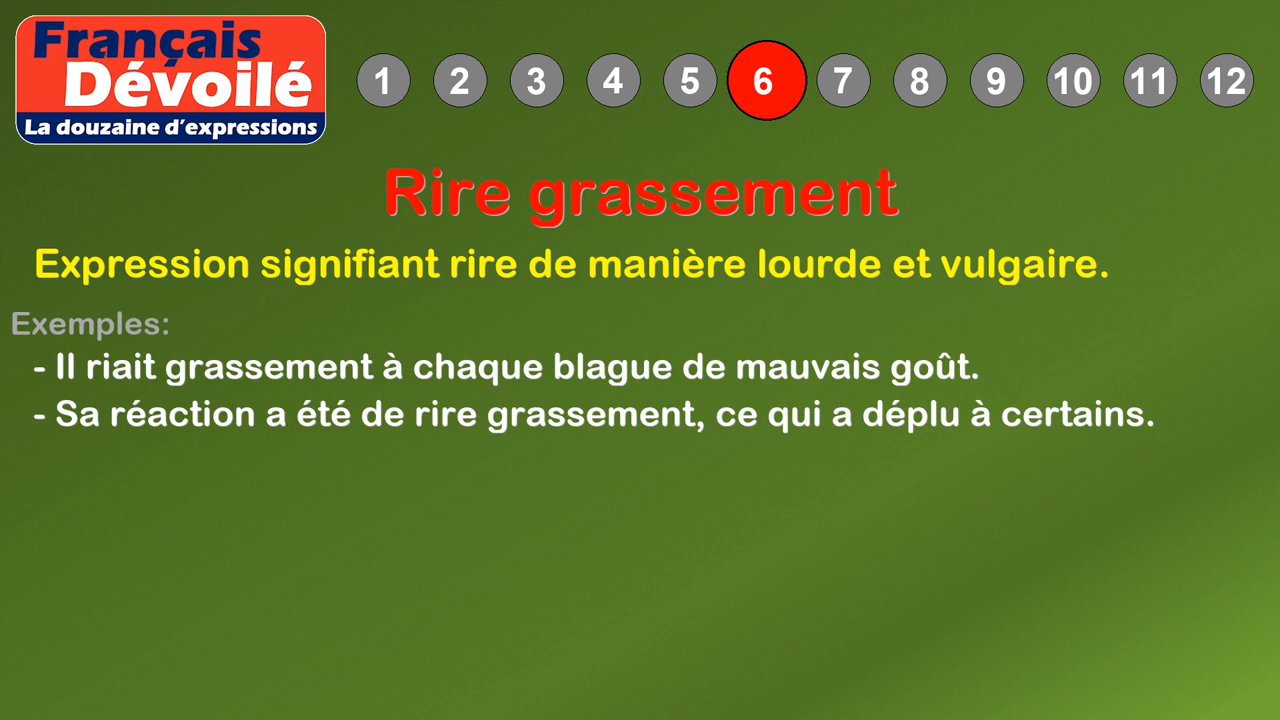 Français
Dévoilé
La douzaine d'expressions
1 2 3 4 5 6 7 8 9 10 11 12
Rire grassement
Expression signifiant rire de manière lourde et vulgaire.
Exemples:
- Il riait grassement à chaque blague de mauvais goût.
- Sa réaction a été de rire grassement, ce qui a déplu à certains.